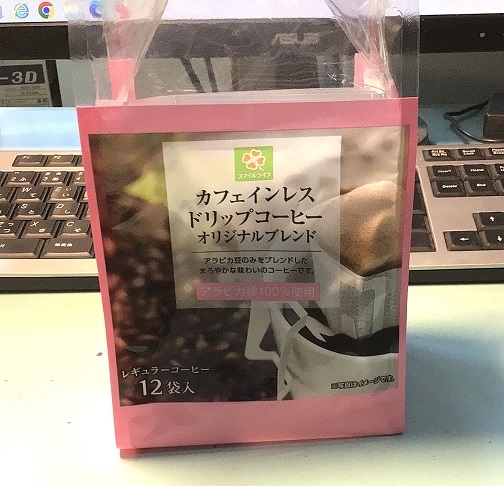 ASUS
-3D
スマイルライフ
カフェインレス
ドリップコーヒー
オリジナルブレンド
アラビカ豆のみをブレンドした
まろやかな味わいのコーヒーです。
アラビカ種100%使用
レギュラーコーヒー
12袋入
※写真はイメージです。